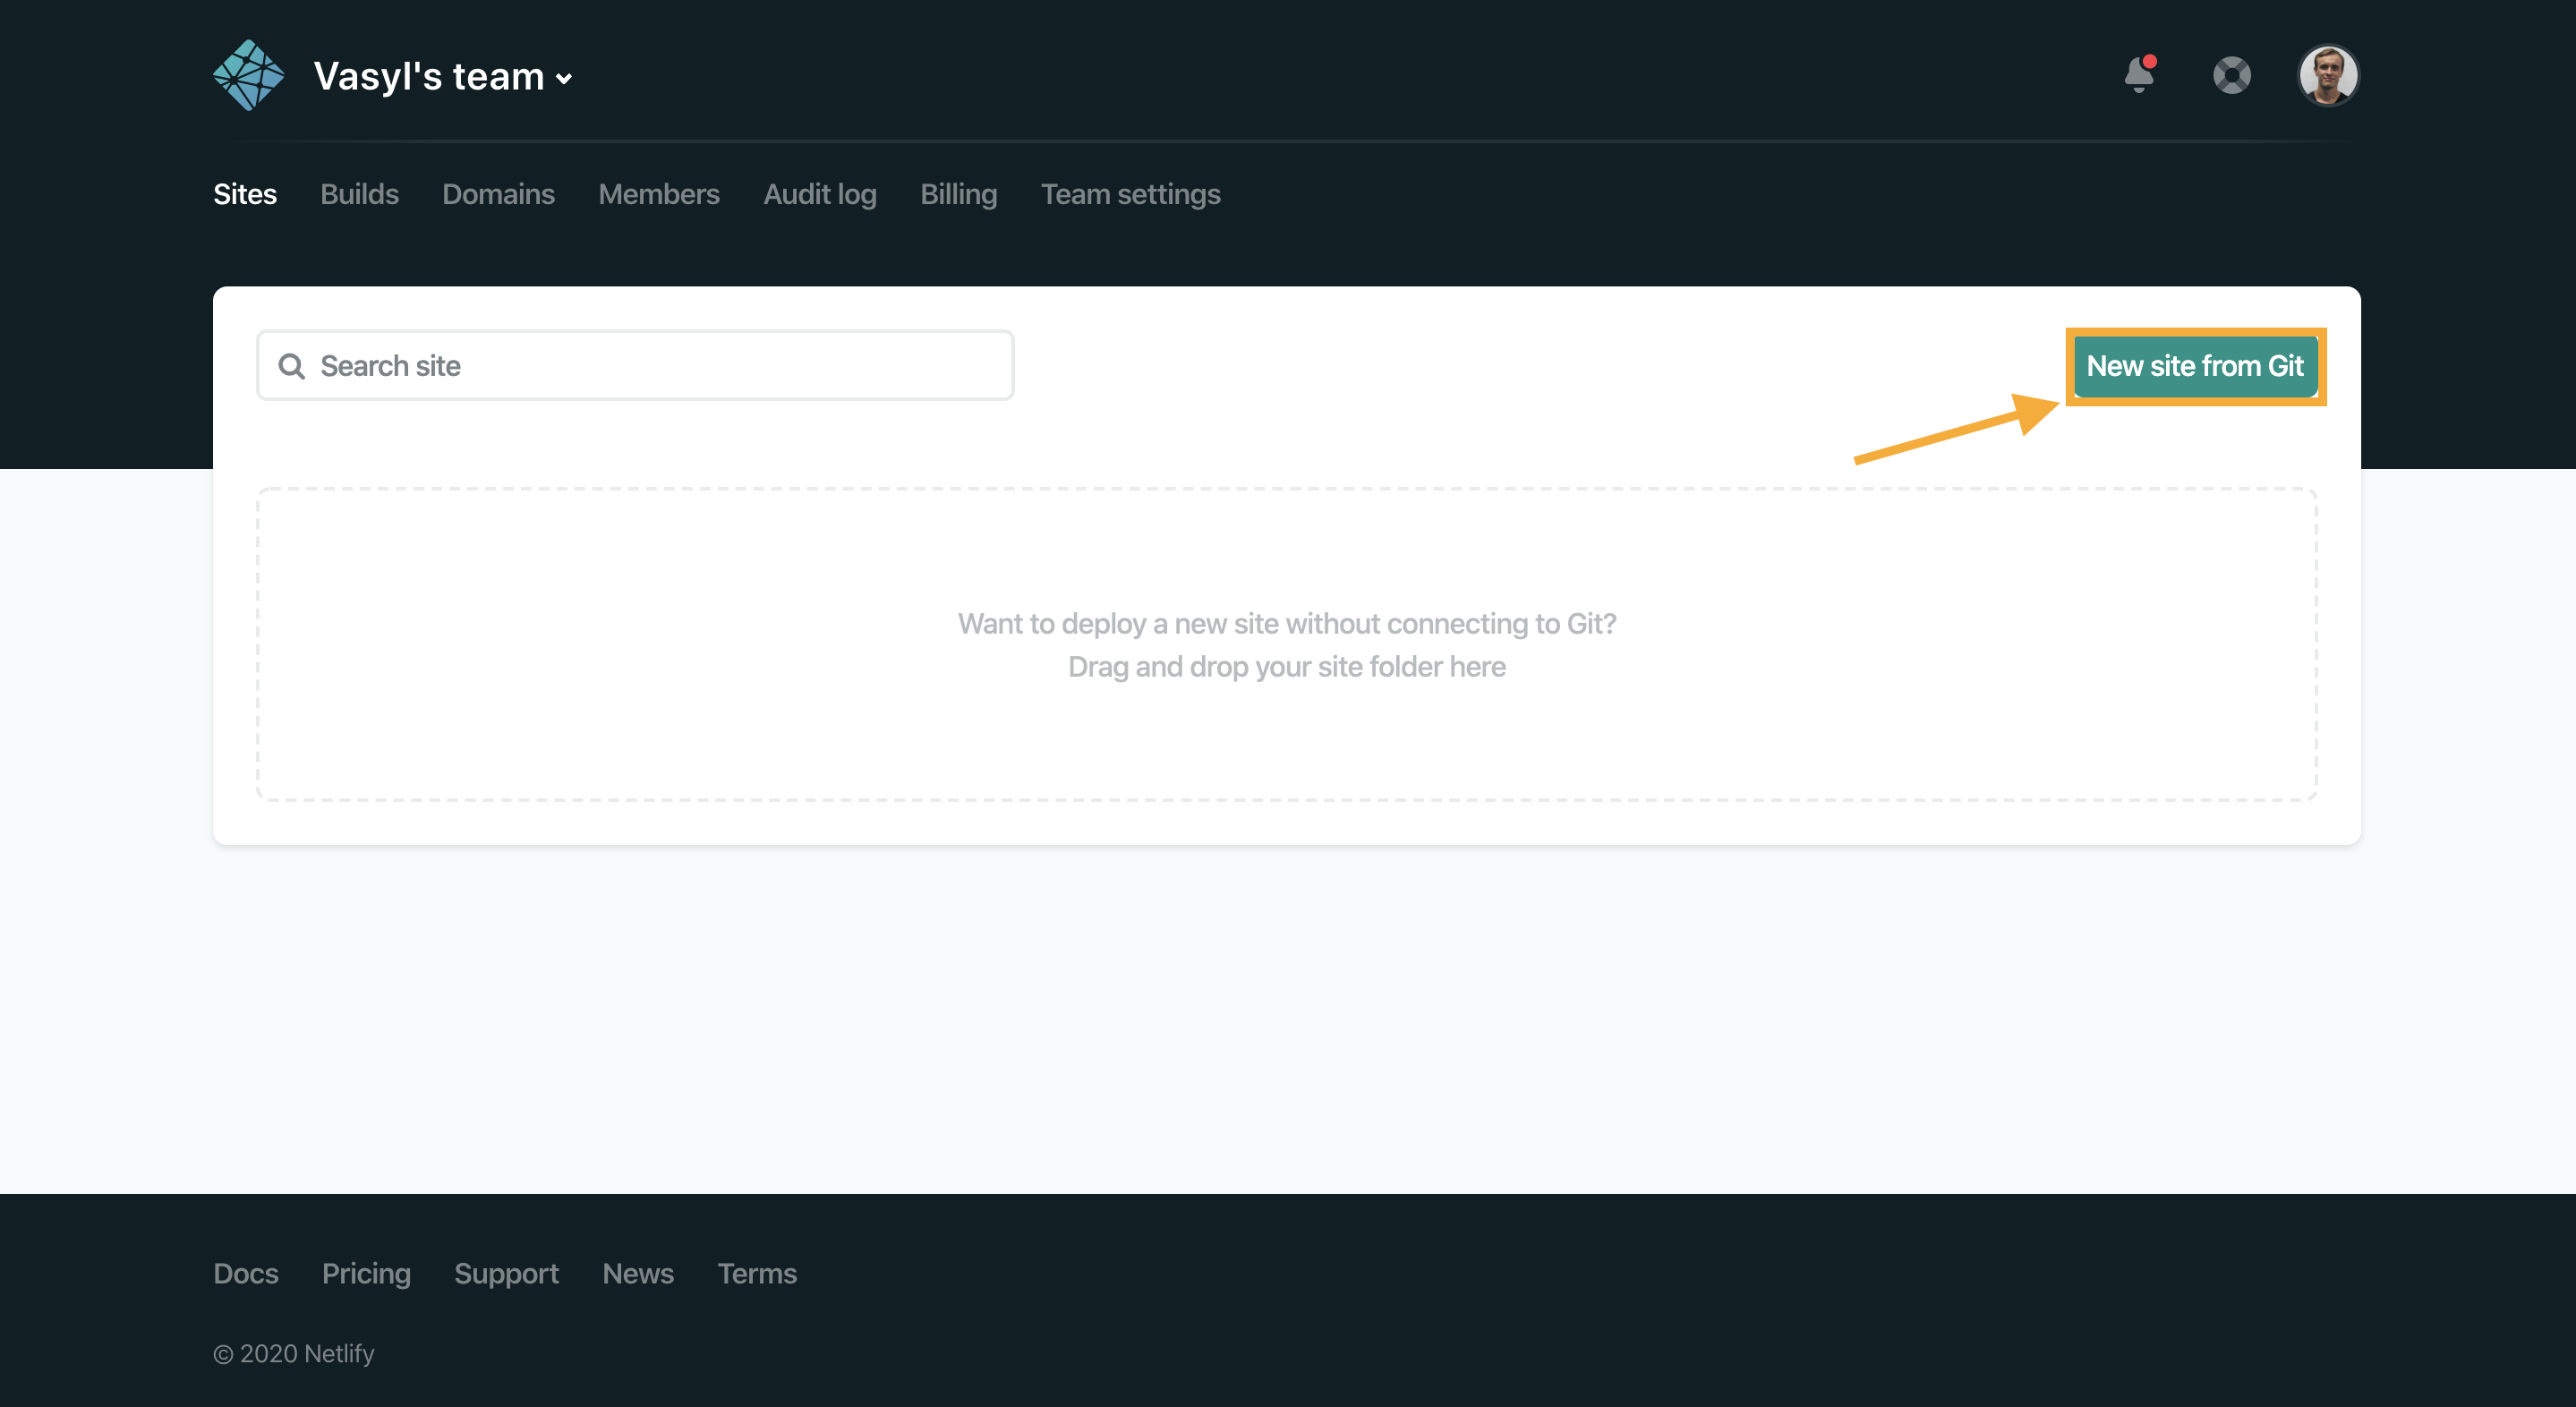 Vasyl's team
Sites Builds Domains Members Audit log Billing Team settings
Search site
New site from Git
Want to deploy a new site without connecting to Git?
Drag and drop your site folder here
Docs Pricing Support News Terms
© 2020 Netlify